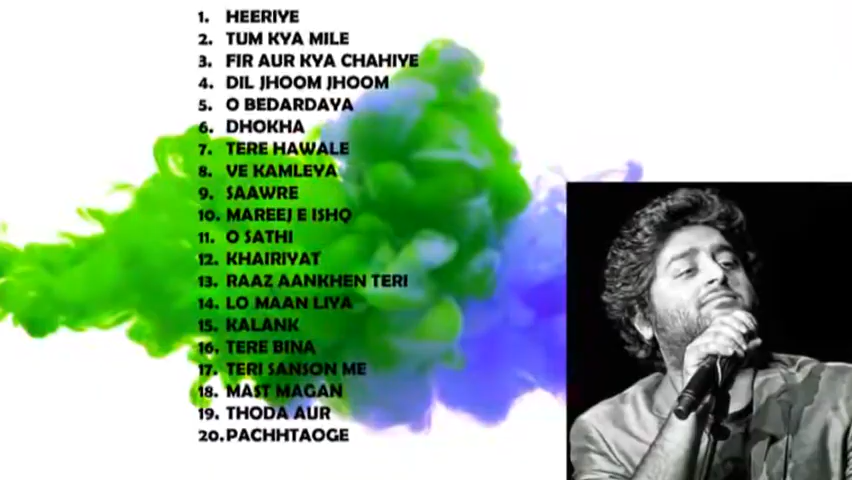 1. HEERIYE
2. TUM KYA MILE
3. FIR AUR KYA CHAHIYE
4. DIL JHOOM JHOOM
5. O BEDARDAYA
6. DHOKHA
7. TERE HAWALE
8. VE KAMLEYA
9. SAAWRE
10. MAREEJ E ISHQ
11. O SATHI
12. KHAIRIYAT
13. RAAZ AANKHEN TERI
14. LO MAAN LIYA
15. KALANK
16. TERE BINA
17. TERI SANSON ME
18. MAST MAGAN
19. THODA AUR
20. PACHHTAOGE